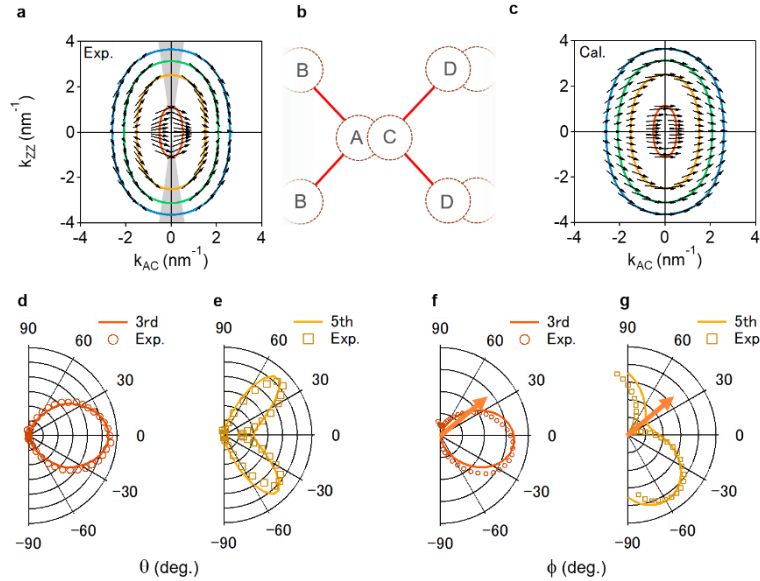 a
b
c
4
Exp.
2
0
-2
-4
-4 -2 0 2 4
k_ZZ (nm⁻¹)
k_AC (nm⁻¹)
B
D
A C
B
D
4
Cal.
2
0
-2
-4
-4 -2 0 2 4
k_ZZ (nm⁻¹)
k_AC (nm⁻¹)
d
3rd
Exp.
90
60
30
0
−30
−60
−90
e
5th
Exp.
90
60
30
0
−30
−60
−90
θ (deg.)
f
3rd
Exp.
90
60
30
0
−30
−60
−90
g
5th
Exp
90
60
30
0
−30
−60
−90
ϕ (deg.)